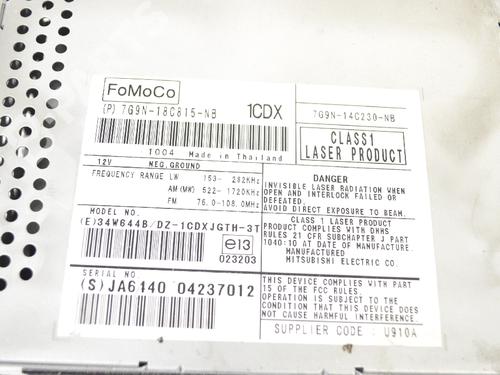 FoMoCo
(P) 7G9N-18C815-NB
1CDX
7G9N-14C230-NB
1004 Made in Thailand
CLASS1
LASER PRODUCT
12V NEG.GROUND
FREQUENCY RANGE LW 153- 282KHz
AM(MW) 522-1720KHz
FM 76.0-108.0MHz
DANGER
INVISIBLE LASER RADIATION WHEN
OPEN AND INTERLOCK FAILED OR
DEFEATED.
AVOID DIRECT EXPOSURE TO BEAM.
MODEL NO.
(E)34W644B/DZ-1CDXJGTH-3T
e13
023203
CLASS 1 LASER PRODUCT
PRODUCT COMPLIES WITH DHHS
RULES 21 CFR SUBCHAPTER J PART
1040:10 AT DATE OF MANUFACTURE.
MANUFACTURED
MITSUBISHI ELECTRIC CO.
SERIAL NO
(S)JA6140 04237012
THIS DEVICE COMPLIES WITH PART
15 OF THE FCC RULES.
OPERATION IS SUBJECT TO THE
CONDITION THAT THIS DEVICE
DOES NOT CAUSE HARMFUL
INTERFERENCE.
SUPPLIER CODE : U910A